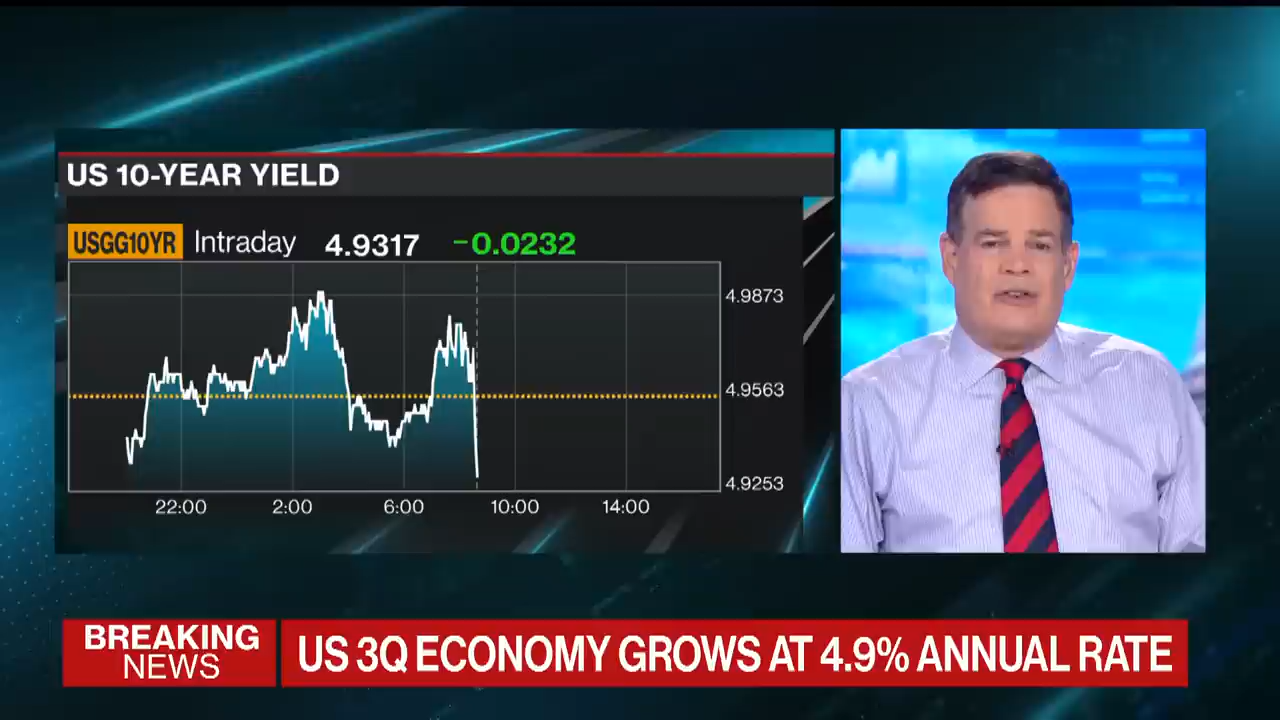 US 10-YEAR YIELD
USGG10YR Intraday 4.9317 -0.0232
4.9873
4.9563
4.9253
22:00 2:00 6:00 10:00 14:00
BREAKING
NEWS
US 3Q ECONOMY GROWS AT 4.9% ANNUAL RATE